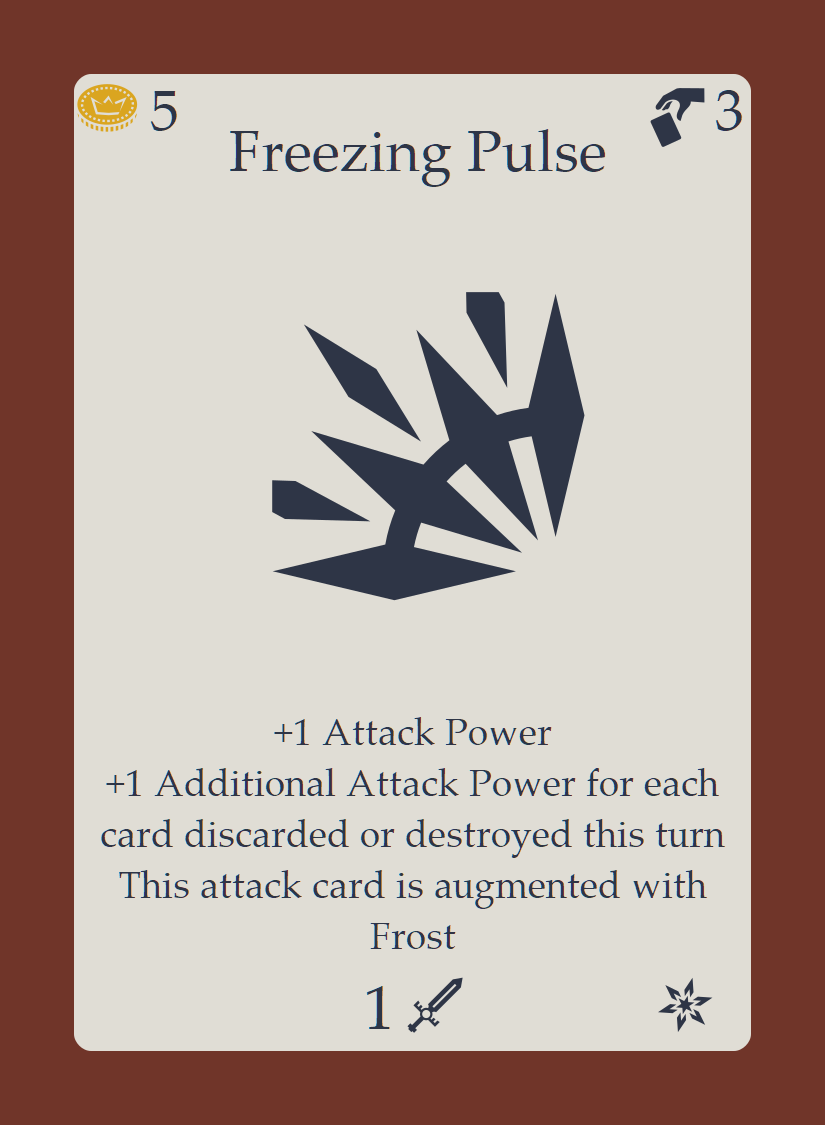 5
3
Freezing Pulse
+1 Attack Power
+1 Additional Attack Power for each
card discarded or destroyed this turn
This attack card is augmented with
Frost
1